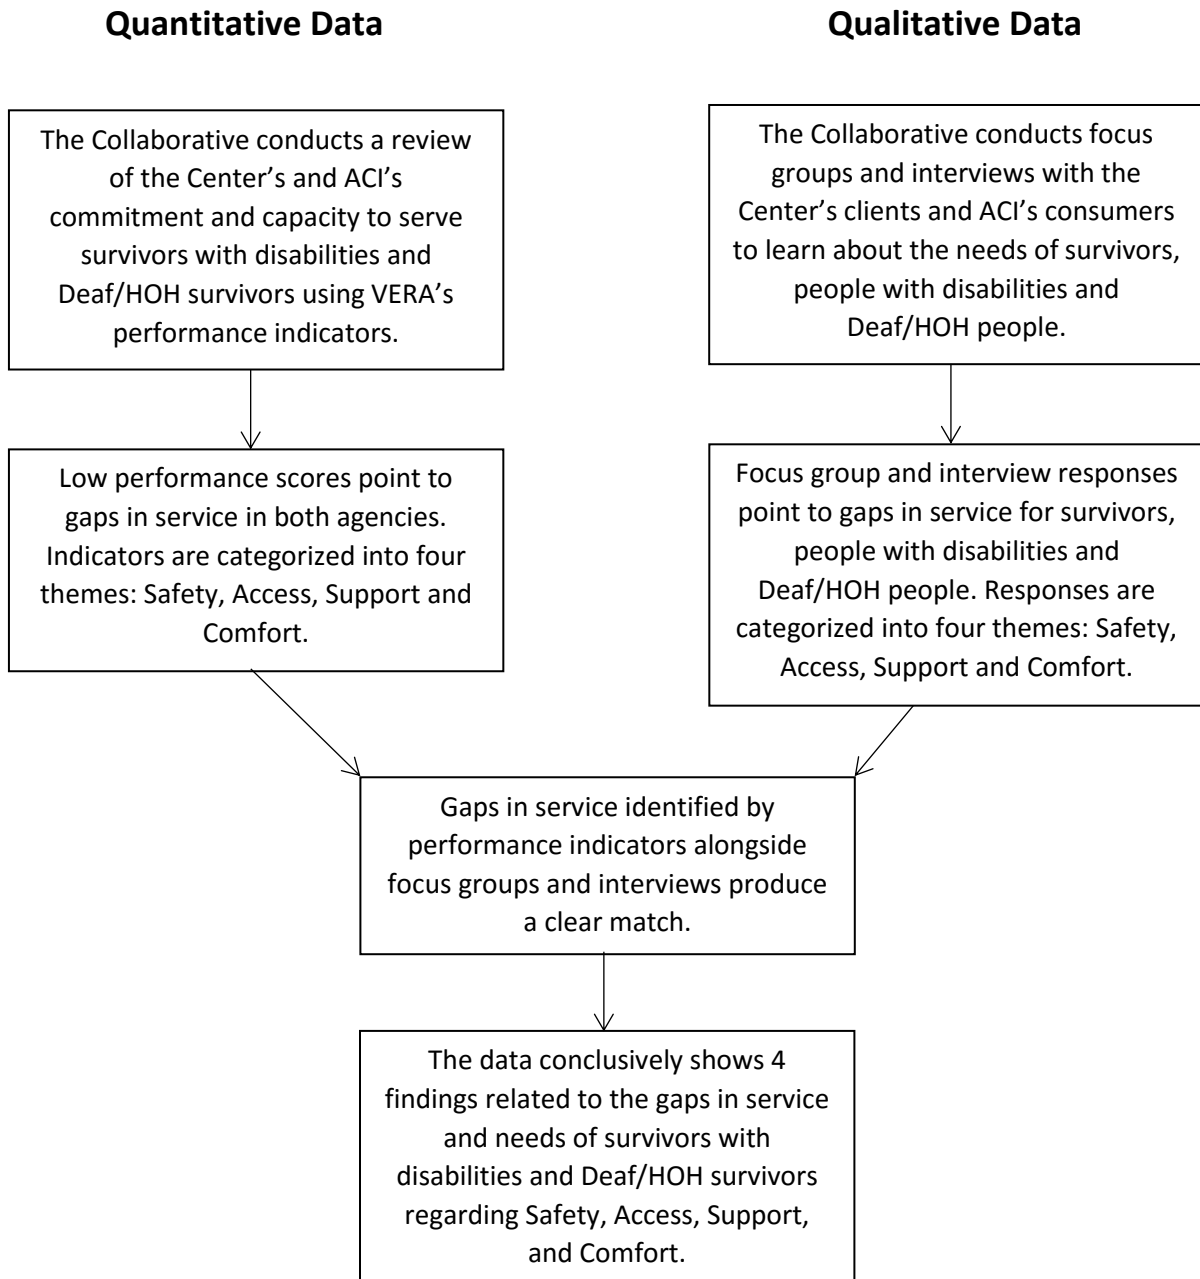 Quantitative Data
The Collaborative conducts a review
of the Center’s and ACI’s
commitment and capacity to serve
survivors with disabilities and
Deaf/HOH survivors using VERA’s
performance indicators.
Low performance scores point to
gaps in service in both agencies.
Indicators are categorized into four
themes: Safety, Access, Support and
Comfort.
Qualitative Data
The Collaborative conducts focus
groups and interviews with the
Center’s clients and ACI’s consumers
to learn about the needs of survivors,
people with disabilities and
Deaf/HOH people.
Focus group and interview responses
point to gaps in service for survivors,
people with disabilities and
Deaf/HOH people. Responses are
categorized into four themes: Safety,
Access, Support and Comfort.
Gaps in service identified by
performance indicators alongside
focus groups and interviews produce
a clear match.
The data conclusively shows 4
findings related to the gaps in service
and needs of survivors with
disabilities and Deaf/HOH survivors
regarding Safety, Access, Support,
and Comfort.